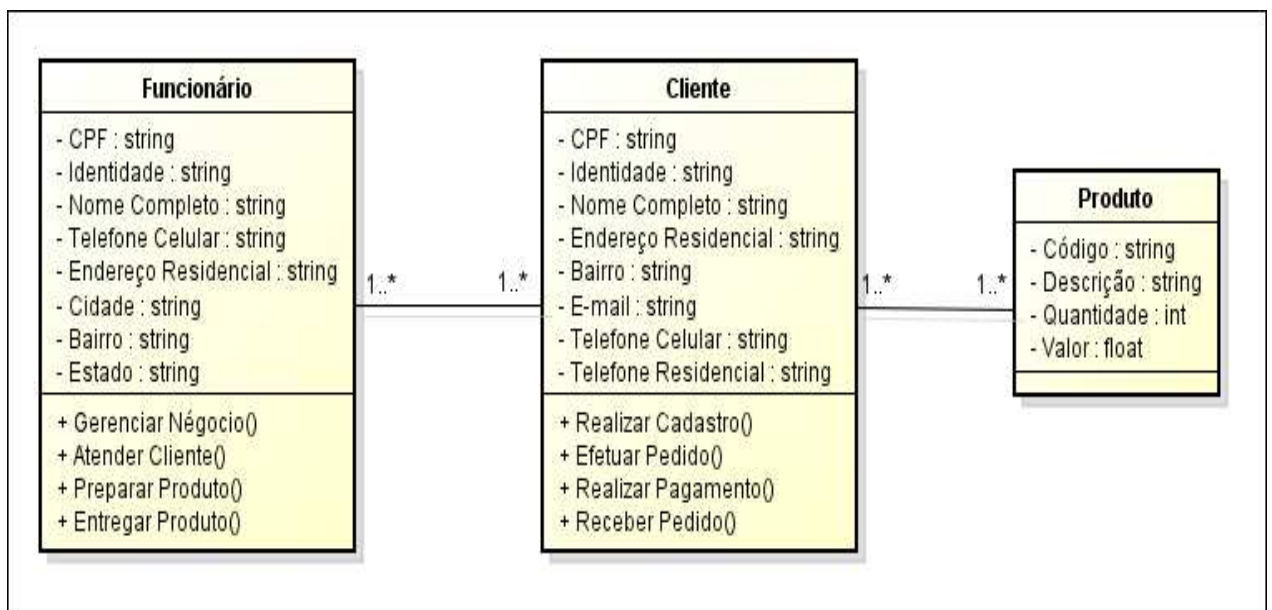 Funcionário
- CPF : string
- Identidade : string
- Nome Completo : string
- Telefone Celular : string
- Endereço Residencial : string
- Cidade : string
- Bairro : string
- Estado : string
+ Gerenciar Négocio()
+ Atender Cliente()
+ Preparar Produto()
+ Entregar Produto()
1..*
1..*
Cliente
- CPF : string
- Identidade : string
- Nome Completo : string
- Endereço Residencial : string
- Bairro : string
- E-mail : string
- Telefone Celular : string
- Telefone Residencial : string
+ Realizar Cadastro()
+ Efetuar Pedido()
+ Realizar Pagamento()
+ Receber Pedido()
1..*
1..*
Produto
- Código : string
- Descrição : string
- Quantidade : int
- Valor : float